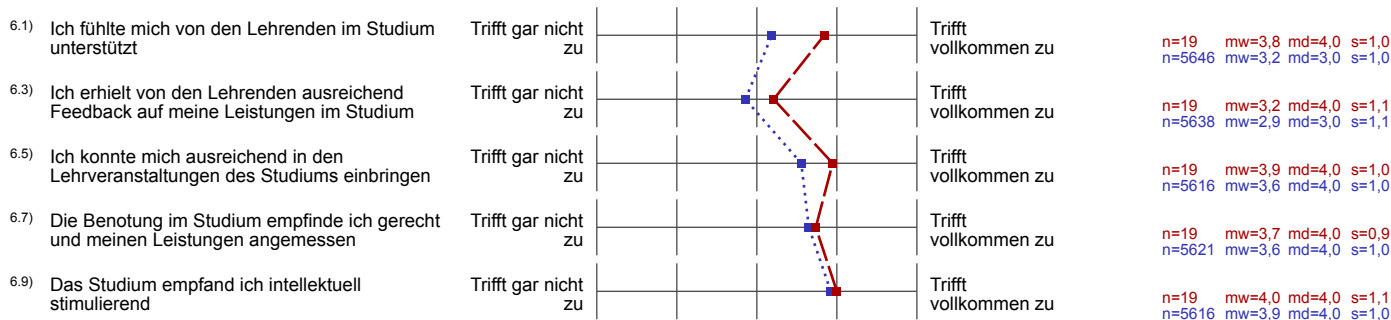 6.1) Ich fühlte mich von den Lehrenden im Studium
unterstützt
Trifft gar nicht
zu
Trifft
vollkommen zu
n=19 mw=3,8 md=4,0 s=1,0
n=5646 mw=3,2 md=3,0 s=1,0
6.3) Ich erhielt von den Lehrenden ausreichend
Feedback auf meine Leistungen im Studium
Trifft gar nicht
zu
Trifft
vollkommen zu
n=19 mw=3,2 md=4,0 s=1,1
n=5638 mw=2,9 md=3,0 s=1,1
6.5) Ich konnte mich ausreichend in den
Lehrveranstaltungen des Studiums einbringen
Trifft gar nicht
zu
Trifft
vollkommen zu
n=19 mw=3,9 md=4,0 s=1,0
n=5616 mw=3,6 md=4,0 s=1,0
6.7) Die Benotung im Studium empfinde ich gerecht
und meinen Leistungen angemessen
Trifft gar nicht
zu
Trifft
vollkommen zu
n=19 mw=3,7 md=4,0 s=0,9
n=5621 mw=3,6 md=4,0 s=1,0
6.9) Das Studium empfand ich intellektuell
stimulierend
Trifft gar nicht
zu
Trifft
vollkommen zu
n=19 mw=4,0 md=4,0 s=1,1
n=5616 mw=3,9 md=4,0 s=1,0